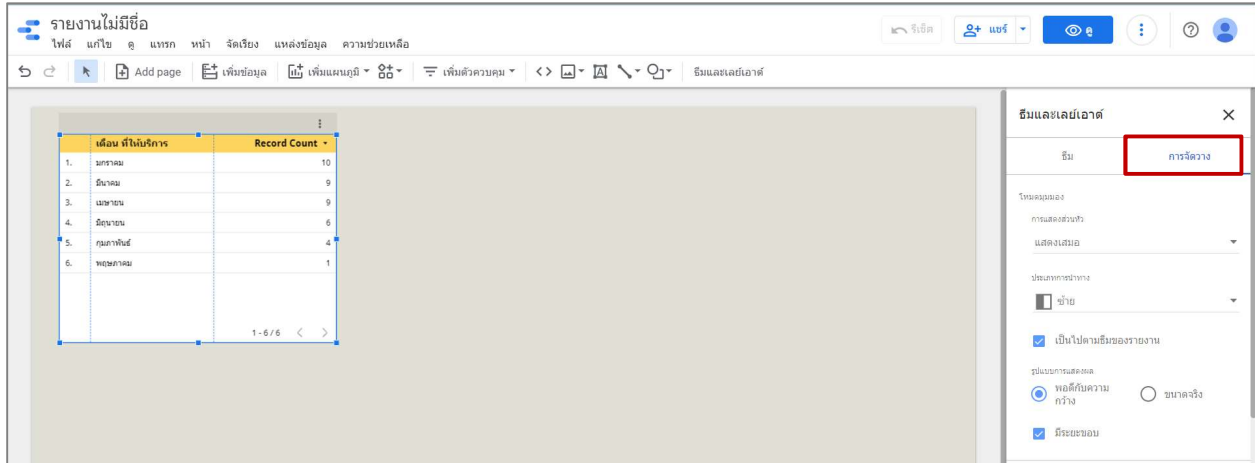 รายงานไม่มีชื่อ
ไฟล์ แก้ไข ดู แทรก หน้า จัดเรียง แหล่งข้อมูล ความช่วยเหลือ
รีเซ็ต แชร์ ดู
Add page เพิ่มข้อมูล เพิ่มแผนภูมิ เพิ่มตัวควบคุม ธีมและเลย์เอาต์
เดือน ที่ให้บริการ Record Count
1. มกราคม 10
2. มีนาคม 9
3. เมษายน 9
4. มิถุนายน 6
5. กุมภาพันธ์ 4
6. พฤษภาคม 1
1 - 6 / 6
ธีมและเลย์เอาต์
ธีม การจัดวาง
โหมดมุมมอง
การแสดงส่วนหัว
แสดงเสมอ
ประเภทการนำทาง
ซ้าย
เป็นไปตามธีมของรายงาน
รูปแบบการแสดงผล
พอดีกับความ
กว้าง
ขนาดจริง
มีระยะขอบ